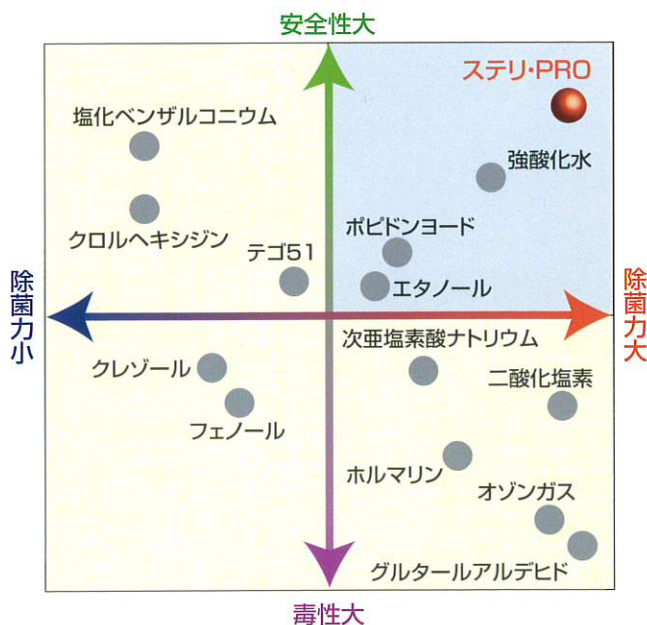 安全性大
ステリ・PRO
塩化ベンザルコニウム
強酸化水
クロルヘキシジン
ポピドンヨード
テゴ51
エタノール
除菌力小
除菌力大
次亜塩素酸ナトリウム
クレゾール
二酸化塩素
フェノール
ホルマリン
オゾンガス
グルタールアルデヒド
毒性大